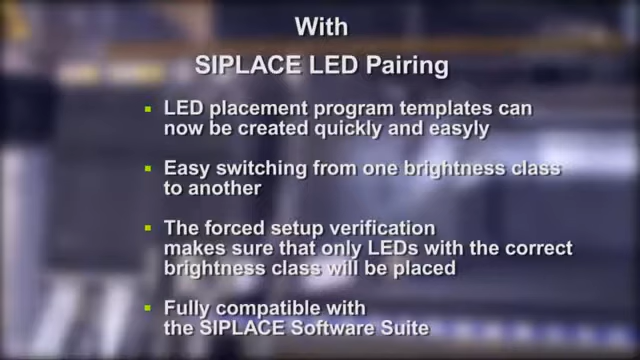 With
SIPLACE LED Pairing
LED placement program templates can
now be created quickly and easyly
Easy switching from one brightness class
to another
The forced setup verification
makes sure that only LEDs with the correct
brightness class will be placed
Fully compatible with
the SIPLACE Software Suite